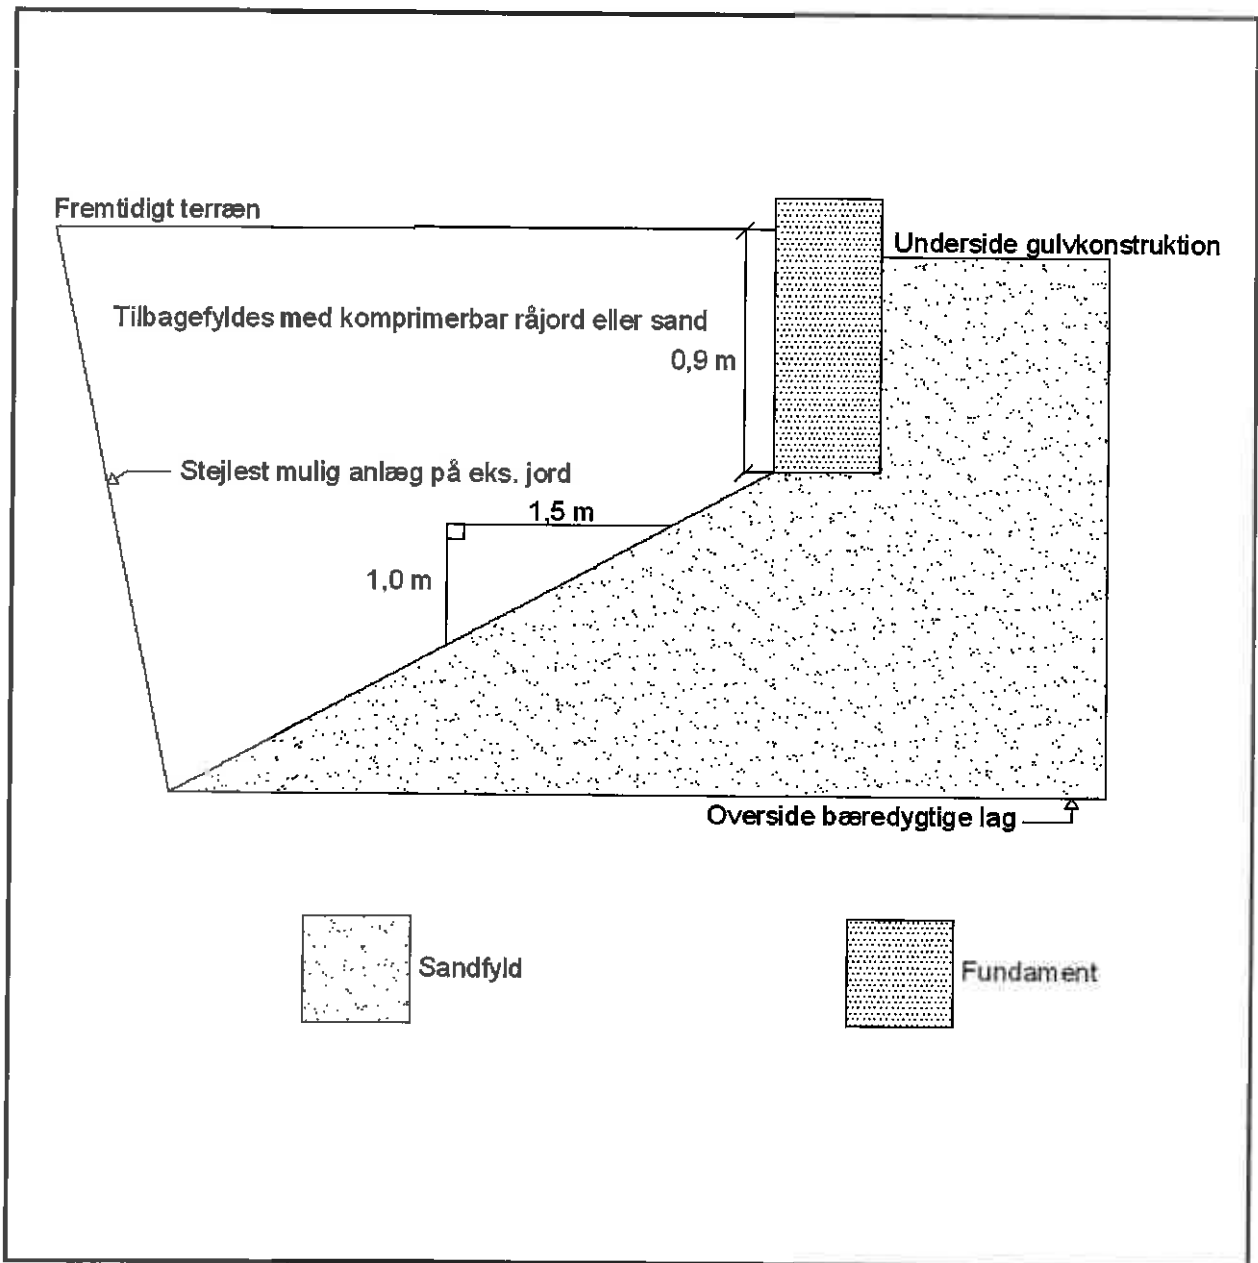 Fremtidigt terræn
Underside gulvkonstruktion
Tilbagefyldes med komprimerbar råjord eller sand
0,9 m
Stejlest mulig anlæg på eks. jord
1,5 m
1,0 m
Overside bæredygtige lag
Sandfyld
Fundament